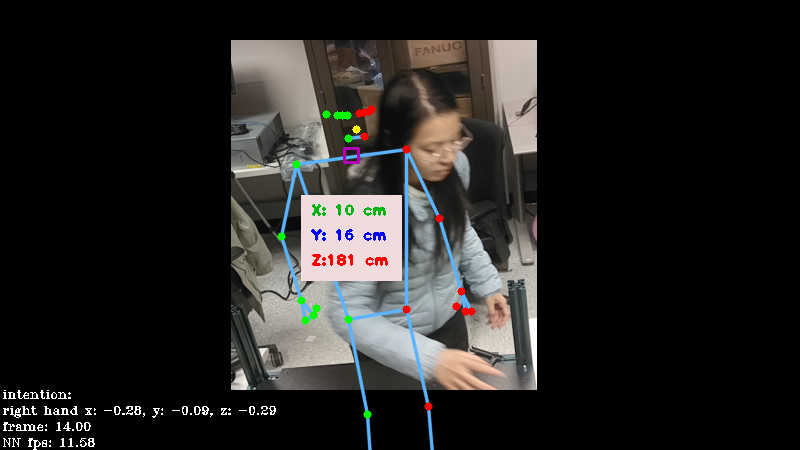 FANUC
X: 10 cm
Y: 16 cm
Z:181 cm
intention:
right hand x: -0.28, y: -0.09, z: -0.29
frame: 14.00
NN fps: 11.58